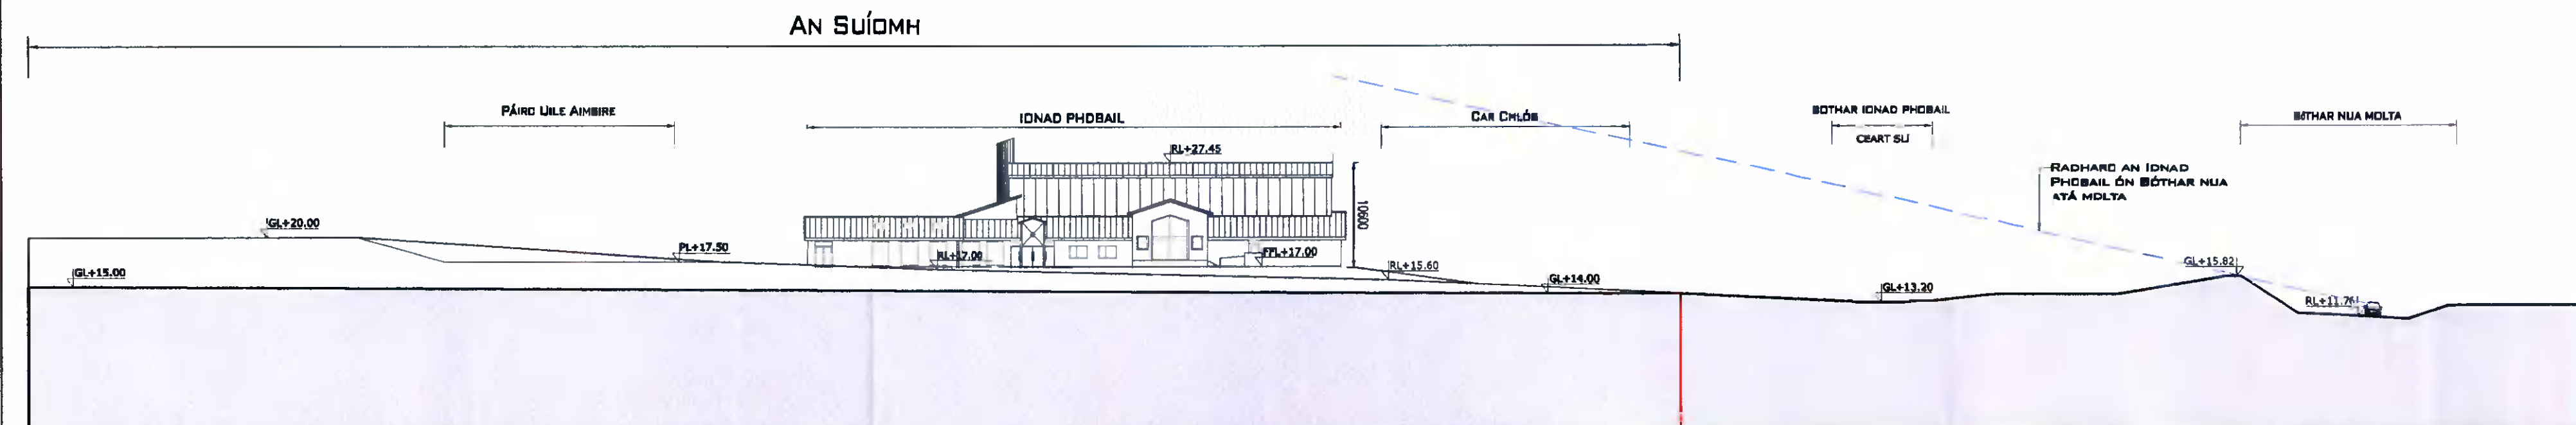 AN SUÍOMH
PÁIRC UILE AIMSIRE
IONAD PHOBAIL
CAR CHLÓS
BÓTHAR IONAD PHOBAIL
CEART SLÍ
BÓTHAR NUA MOLTA
RL+27.45
RADHARC AN IONAD
PHOBAIL ÓN BÓTHAR NUA
ATÁ MOLTA
10600
GL+20.00
PL+17.50
RL+17.00
FFL+17.00
RL+15.60
GL+15.82
GL+15.00
GL+14.00
GL+13.20
RL+11.76